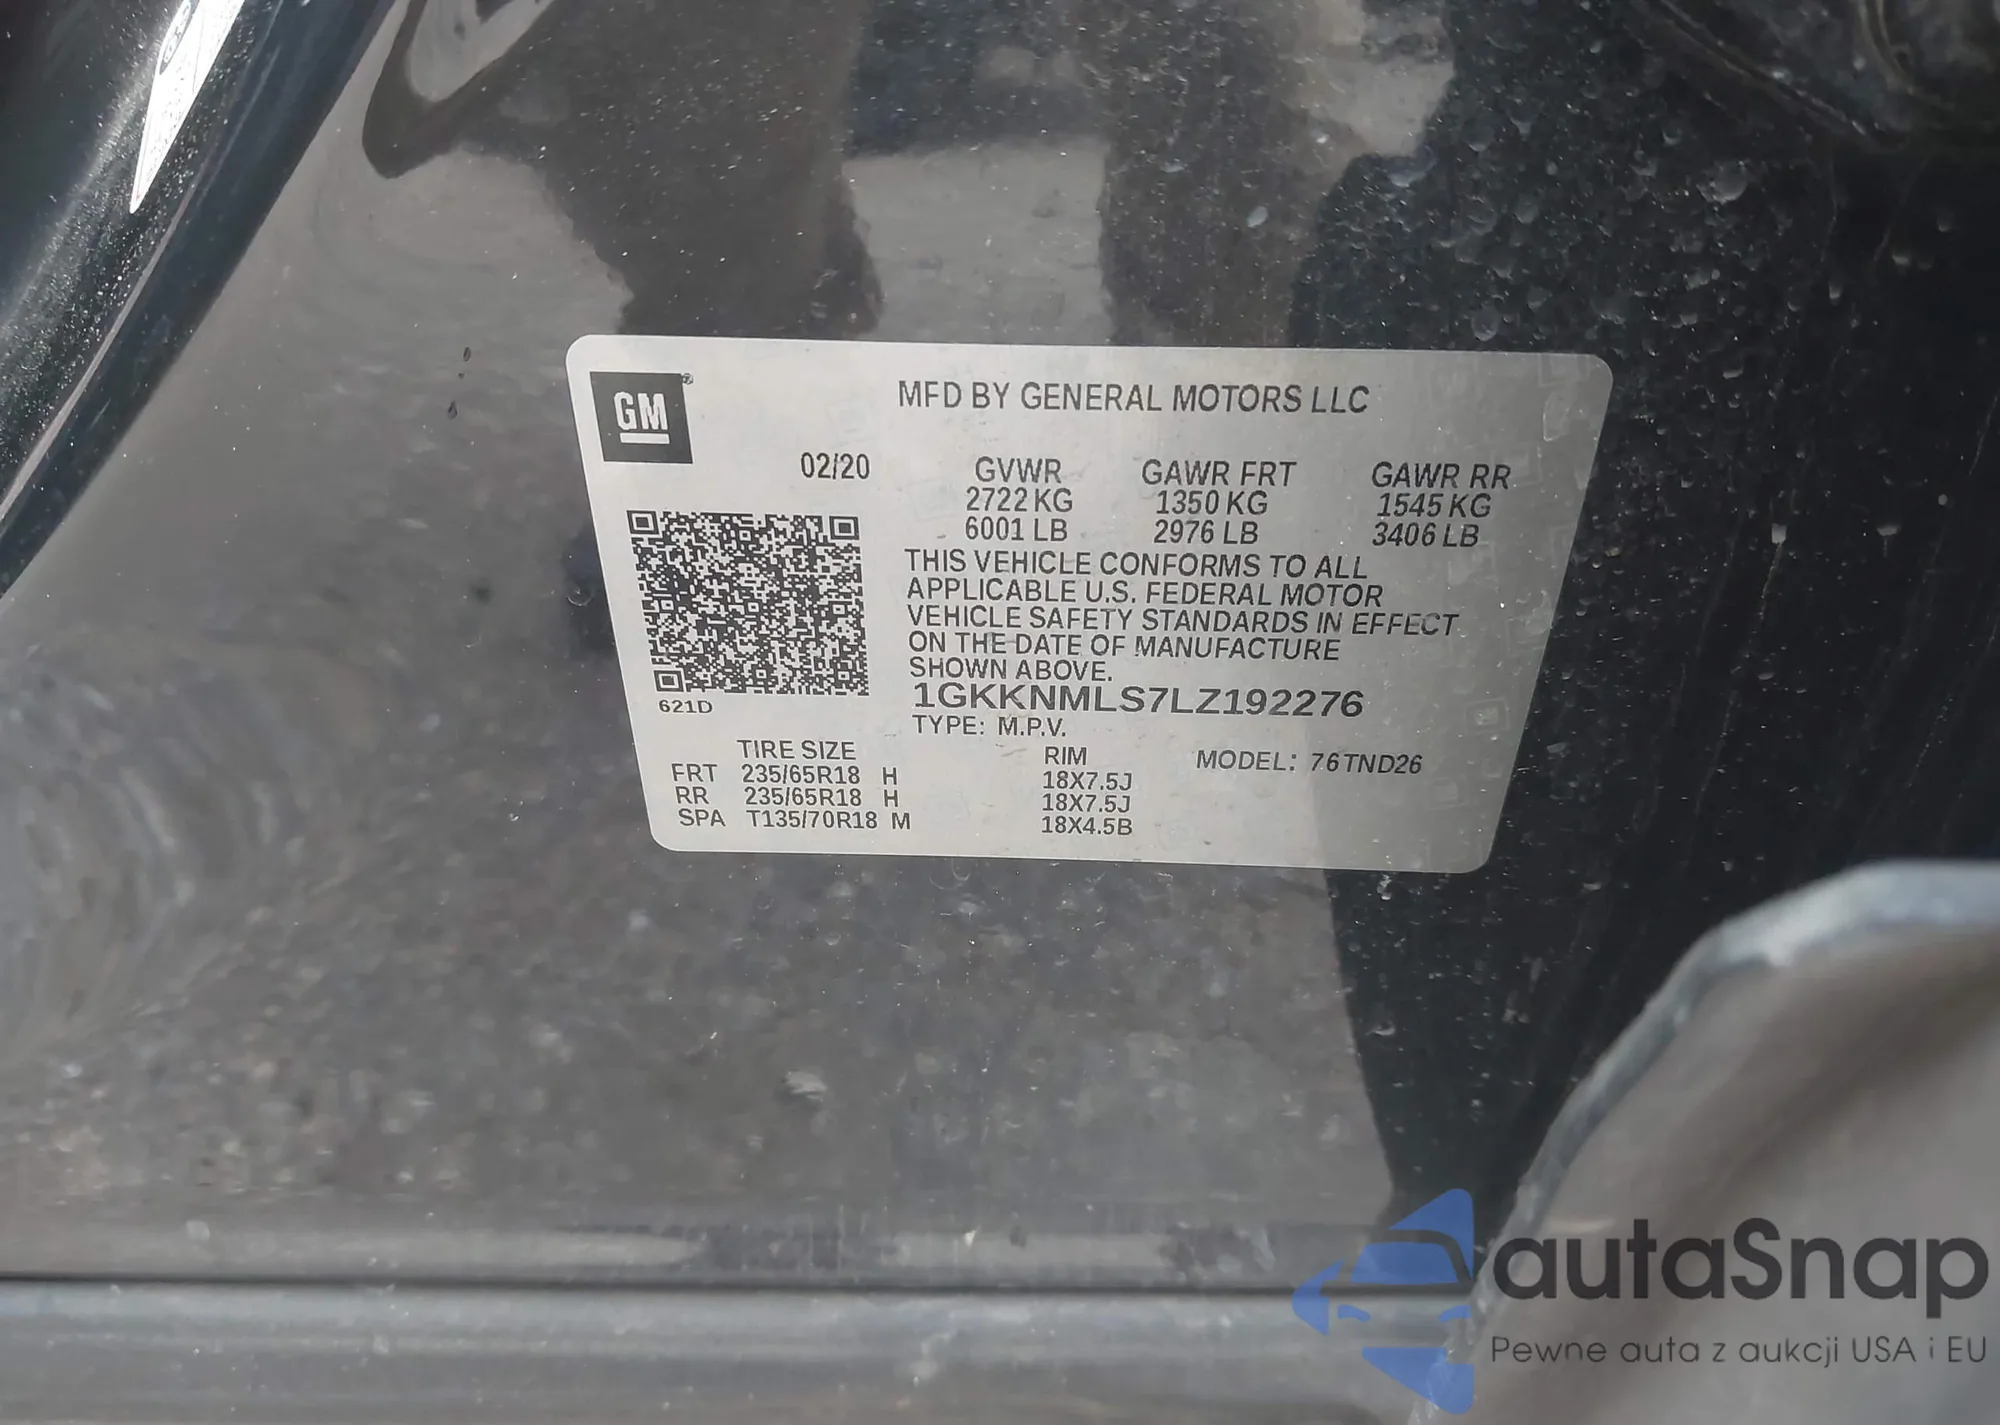 GM
MFD BY GENERAL MOTORS LLC
02/20
GVWR GAWR FRT GAWR RR
2722 KG 1350 KG 1545 KG
6001 LB 2976 LB 3406 LB
THIS VEHICLE CONFORMS TO ALL
APPLICABLE U.S. FEDERAL MOTOR
VEHICLE SAFETY STANDARDS IN EFFECT
ON THE DATE OF MANUFACTURE
SHOWN ABOVE.
1GKKNMLS7LZ192276
621D
TYPE: M.P.V.
TIRE SIZE RIM MODEL: 76TND26
FRT 235/65R18 H 18X7.5J
RR 235/65R18 H 18X7.5J
SPA T135/70R18 M 18X4.5B
autaSnap
Pewne auta z aukcji USA i EU